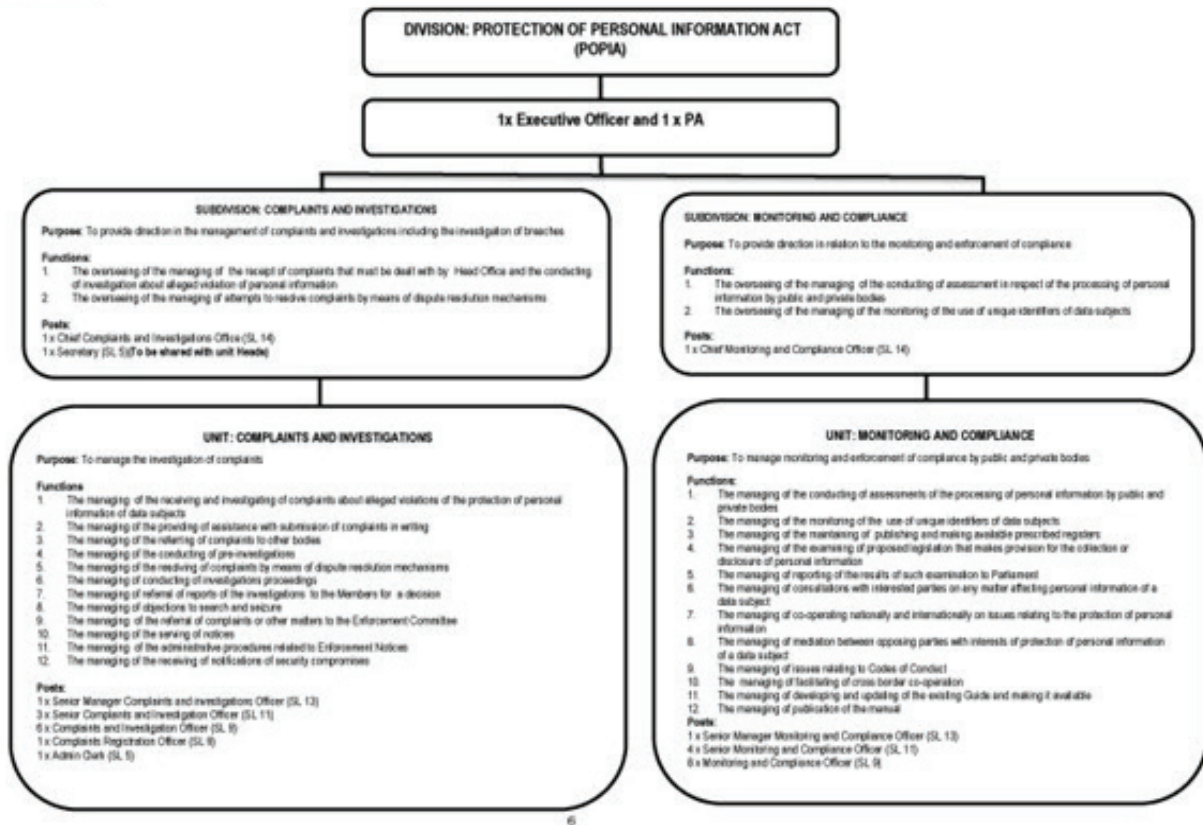 DIVISION: PROTECTION OF PERSONAL INFORMATION ACT
(POPIA)
1x Executive Officer and 1 x PA
SUBDIVISION: COMPLAINTS AND INVESTIGATIONS
Purpose: To provide direction in the management of complaints and investigations including the investigation of breaches
Functions:
1. The overseeing of the managing of the receipt of complaints that must be dealt with by Head Office and the conducting
of investigation about alleged violation of personal information
2. The overseeing of the managing of attempts to resolve complaints by means of dispute resolution mechanisms
Posts:
1 x Chief Complaints and Investigations Office (SL 14)
1 x Secretary (SL 5)(To be shared with unit Heads)
SUBDIVISION: MONITORING AND COMPLIANCE
Purpose: To provide direction in relation to the monitoring and enforcement of compliance
Functions:
1. The overseeing of the managing of the conducting of assessment in respect of the processing of personal
information by public and private bodies
2. The overseeing of the managing of the monitoring of the use of unique identifiers of data subjects
Posts:
1 x Chief Monitoring and Compliance Officer (SL 14)
UNIT: COMPLAINTS AND INVESTIGATIONS
Purpose: To manage the investigation of complaints
Functions
1. The managing of the receiving and investigating of complaints about alleged violations of the protection of personal
information of data subjects
2. The managing of the providing of assistance with submission of complaints in writing
3. The managing of the referring of complaints to other bodies
4. The managing of the conducting of pre-investigations
5. The managing of the resolving of complaints by means of dispute resolution mechanisms
6. The managing of conducting of investigations proceedings
7. The managing of referral of reports of the investigations to the Members for a decision
8. The managing of objections to search and seizure
9. The managing of the referral of complaints or other matters to the Enforcement Committee
10. The managing of the serving of notices
11. The managing of the administrative procedures related to Enforcement Notices
12. The managing of the receiving of notifications of security compromises
Posts:
1 x Senior Manager Complaints and investigations Officer (SL 13)
3 x Senior Complaints and Investigation Officer (SL 11)
6 x Complaints and Investigation Officer (SL 9)
1 x Complaints Registration Officer (SL 8)
1 x Admin Clerk (SL 5)
UNIT: MONITORING AND COMPLIANCE
Purpose: To manage monitoring and enforcement of compliance by public and private bodies
Functions:
1. The managing of the conducting of assessments of the processing of personal information by public and
private bodies
2. The managing of the monitoring of the use of unique identifiers of data subjects
3. The managing of the maintaining of publishing and making available prescribed registers
4. The managing of the examining of proposed legislation that makes provision for the collection or
disclosure of personal information
5. The managing of reporting of the results of such examination to Parliament
6. The managing of consultations with interested parties on any matter affecting personal information of a
data subject
7. The managing of co-operating nationally and internationally on issues relating to the protection of personal
information
8. The managing of mediation between opposing parties with interests of protection of personal information
of a data subject
9. The managing of issues relating to Codes of Conduct
10. The managing of facilitating of cross border co-operation
11. The managing of developing and updating of the existing Guide and making it available
12. The managing of publication of the manual
Posts:
1 x Senior Manager Monitoring and Compliance Officer (SL 13)
4 x Senior Monitoring and Compliance Officer (SL 11)
8 x Monitoring and Compliance Officer (SL 9)
6